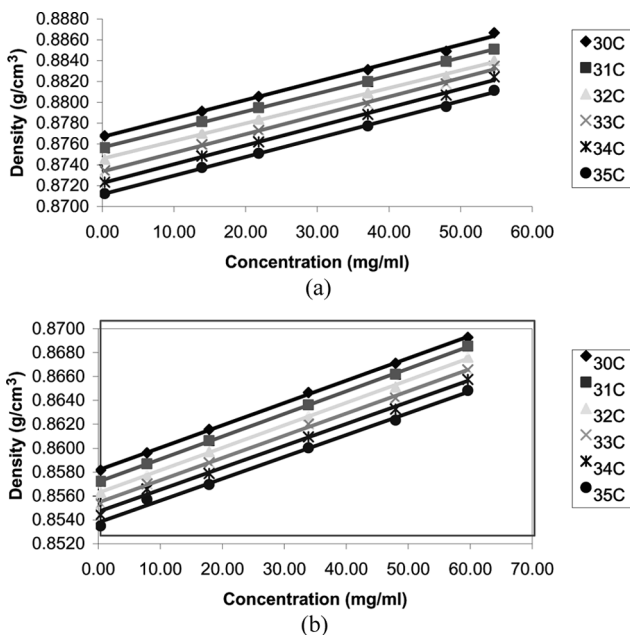 0.8880
0.8860
0.8840
0.8820
0.8800
0.8780
0.8760
0.8740
0.8720
0.8700
Density (g/cm³)
0.00 10.00 20.00 30.00 40.00 50.00 60.00
Concentration (mg/ml)
30C
31C
32C
33C
34C
35C
(a)
0.8700
0.8680
0.8660
0.8640
0.8620
0.8600
0.8580
0.8560
0.8540
0.8520
Density (g/cm³)
0.00 10.00 20.00 30.00 40.00 50.00 60.00 70.00
Concentration (mg/ml)
30C
31C
32C
33C
34C
35C
(b)